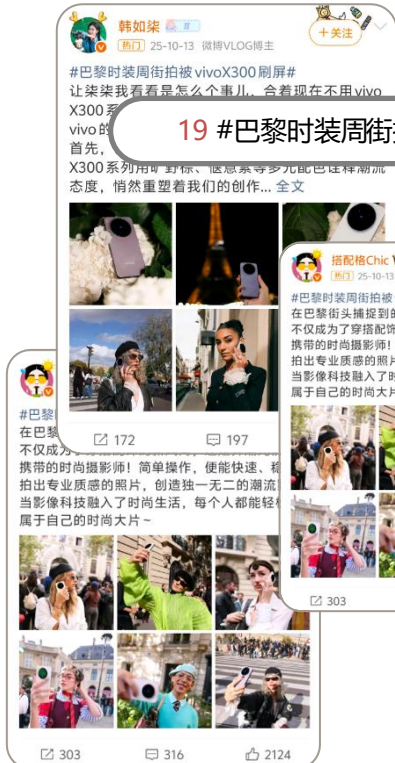 韩如柒
热门 25-10-13 微博VLOG博主
+关注
#巴黎时装周街拍被vivoX300刷屏#
让柒柒我看看是怎么个事儿，合着现在不用vivo
X300系
vivo的
首先，
19 #巴黎时装周街
X300系列用旷野棕、惬意紫等多元配色诠释潮流
态度，悄然重塑着我们的创作... 全文
172
197
搭配格Chic
热门 25-10-13
#巴黎时装周街拍被
在巴黎街头捕捉到的
不仅成为了穿搭配饰
携带的时尚摄影师！
拍出专业质感的照片
当影像科技融入了时
属于自己的时尚大片
303
#巴黎
在巴黎
不仅成为
携带的时尚摄影师！简单操作，便能快速、稳
拍出专业质感的照片，创造独一无二的潮流
当影像科技融入了时尚生活，每个人都能轻
属于自己的时尚大片~
303
316
2124